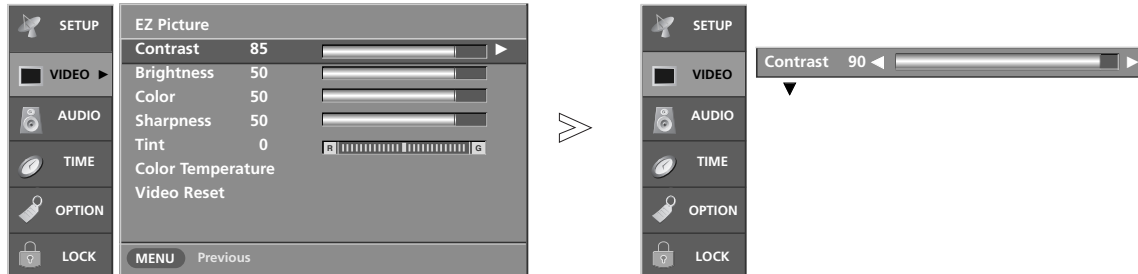 SETUP
VIDEO ►
AUDIO
TIME
OPTION
LOCK
EZ Picture
Contrast 85 ►
Brightness 50
Color 50
Sharpness 50
Tint 0 R G
Color Temperature
Video Reset
MENU Previous
SETUP
VIDEO
AUDIO
TIME
OPTION
LOCK
Contrast 90 ◄ ►
▼